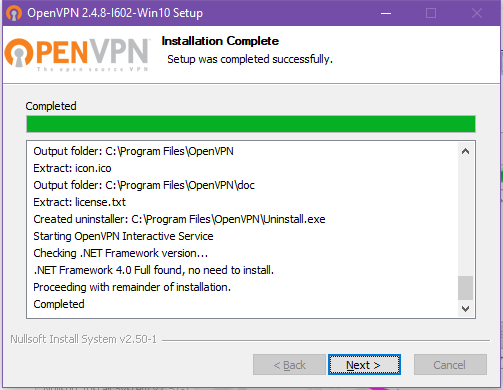 OpenVPN 2.4.8-I602-Win10 Setup
OPENVPN
The open source VPN
Installation Complete
Setup was completed successfully.
Completed
Output folder: C:\Program Files\OpenVPN
Extract: icon.ico
Output folder: C:\Program Files\OpenVPN\doc
Extract: license.txt
Created uninstaller: C:\Program Files\OpenVPN\Uninstall.exe
Starting OpenVPN Interactive Service
Checking .NET Framework version...
.NET Framework 4.0 Full found, no need to install.
Proceeding with remainder of installation.
Completed
Nullsoft Install System v2.50-1
< Back Next > Cancel